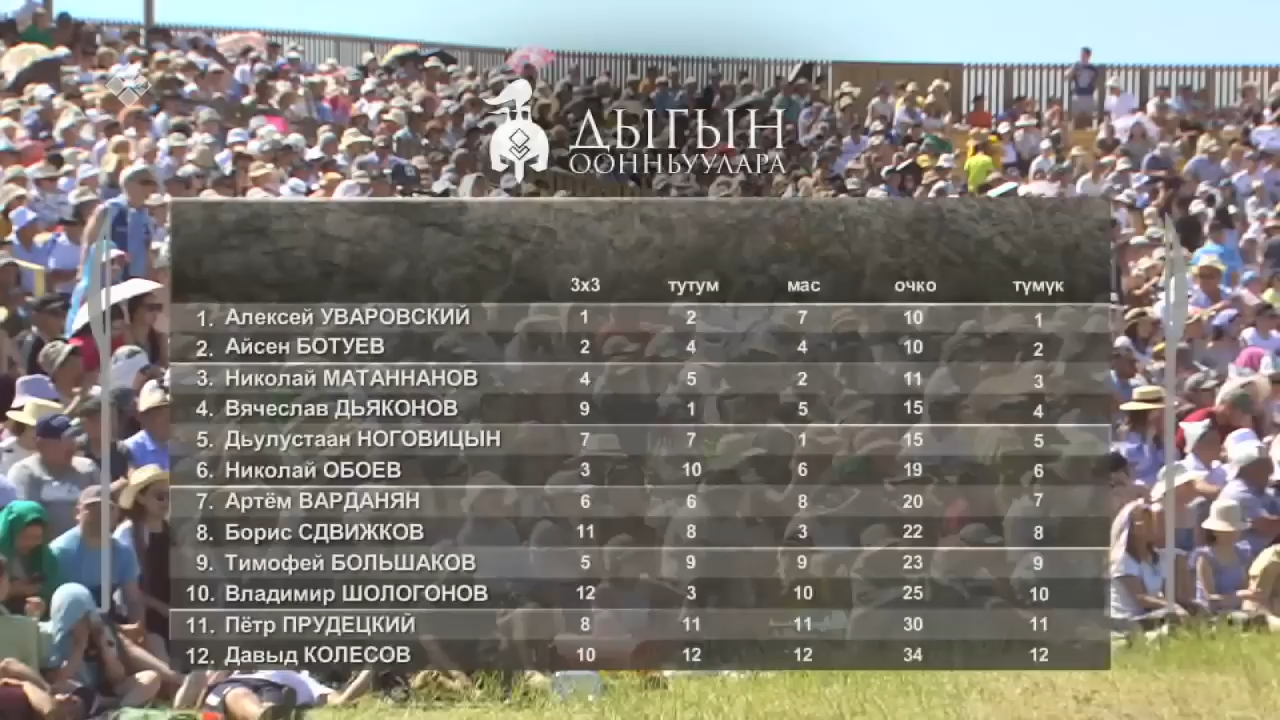 ДЫГЫН
ООННЬУУЛАРА
3х3 тутум мас очко түмүк
1. Алексей УВАРОВСКИЙ 1 2 7 10 1
2. Айсен БОТУЕВ 2 4 4 10 2
3. Николай МАТАННАНОВ 4 5 2 11 3
4. Вячеслав ДЬЯКОНОВ 9 1 5 15 4
5. Дьулустаан НОГОВИЦЫН 7 7 1 15 5
6. Николай ОБОЕВ 3 10 6 19 6
7. Артём ВАРДАНЯН 6 6 8 20 7
8. Борис СДВИЖКОВ 11 8 3 22 8
9. Тимофей БОЛЬШАКОВ 5 9 9 23 9
10. Владимир ШОЛОГОНОВ 12 3 10 25 10
11. Пётр ПРУДЕЦКИЙ 8 11 11 30 11
12. Давыд КОЛЕСОВ 10 12 12 34 12